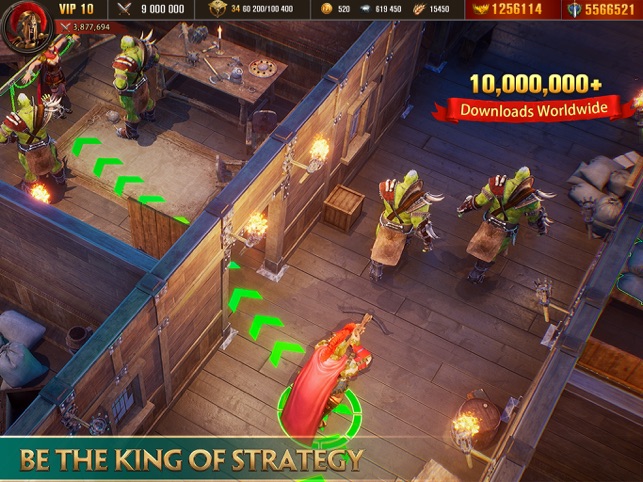 VIP 10 9 000 000 34 60 200/100 400 520 619 450 15450 1256114 5566521
3,877,694
10,000,000+
Downloads Worldwide
BE THE KING OF STRATEGY